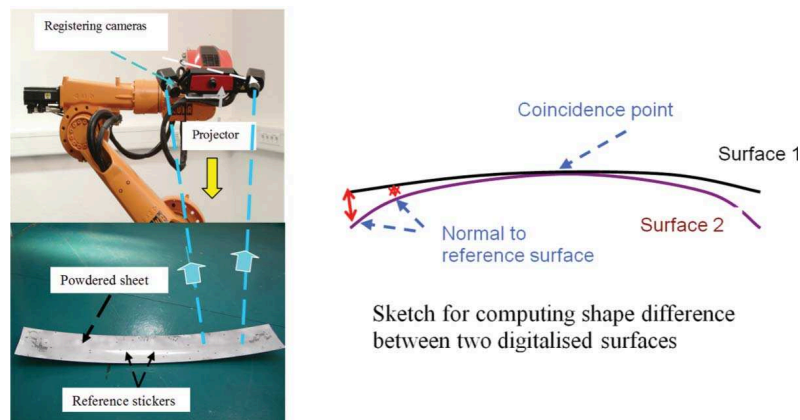 Registering cameras
Projector
Powdered sheet
Reference stickers
Coincidence point
Surface 1
Surface 2
Normal to
reference surface
Sketch for computing shape difference
between two digitalised surfaces